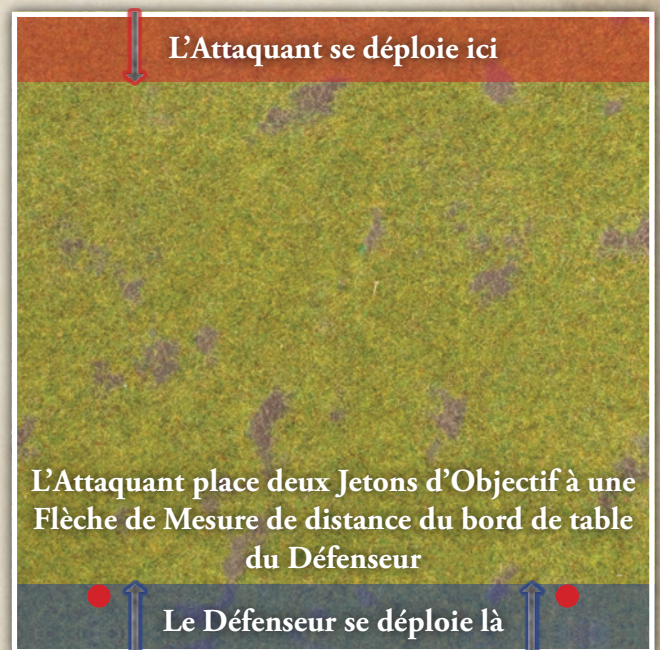 L’Attaquant se déploie ici
L’Attaquant place deux Jetons d’Objectif à une
Flèche de Mesure de distance du bord de table
du Défenseur
Le Défenseur se déploie là